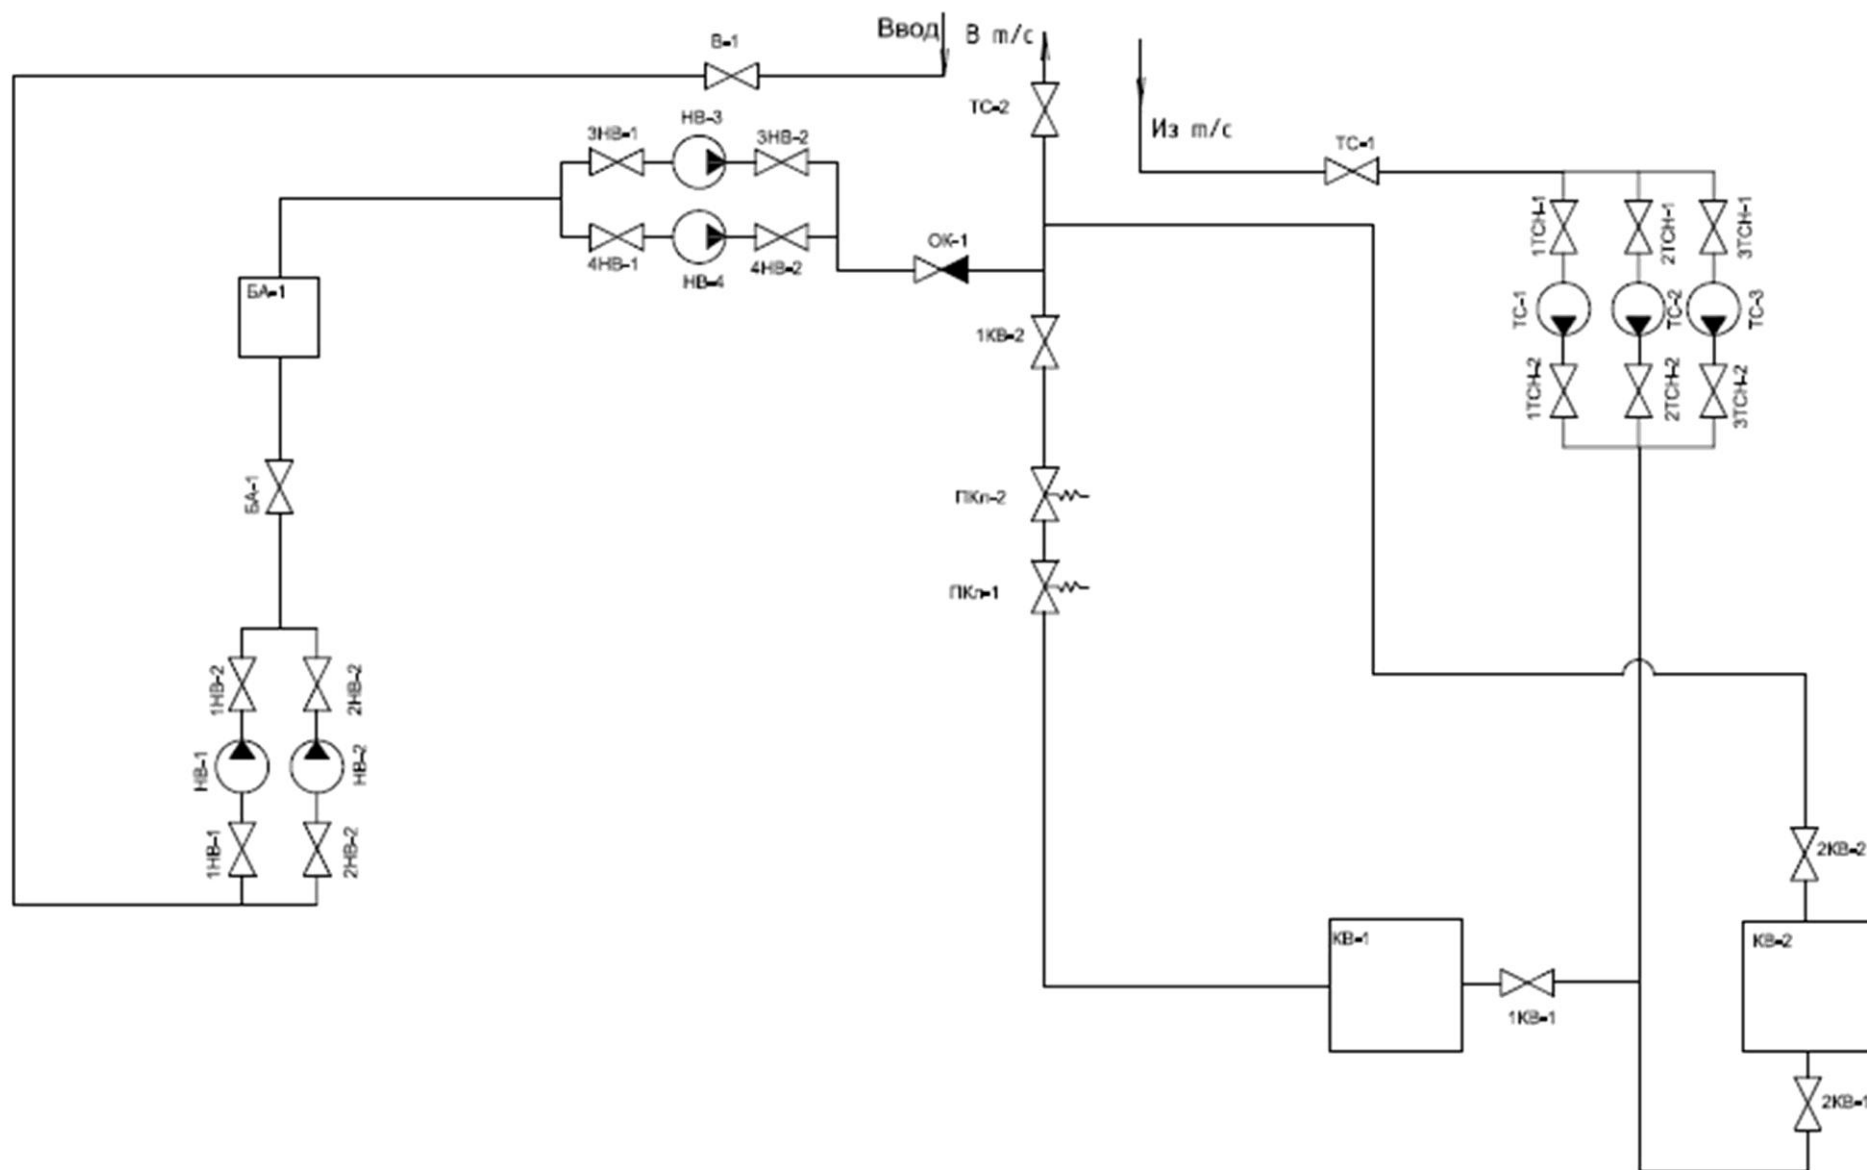 Ввод
В т/с
В-1
ТС-2
НВ-3
3НВ-1
3НВ-2
Из т/с
ТС-1
1ТСН-1
2ТСН-1
3ТСН-1
ОК-1
4НВ-1
4НВ-2
НВ-4
БА-1
ТС-1
ТС-2
ТС-3
1КВ-2
1ТСН-2
2ТСН-2
3ТСН-2
БА-1
ПКл-2
ПКл-1
1НВ-2
2НВ-2
НВ-1
НВ-2
1НВ-1
2НВ-2
2КВ-2
КВ-1
КВ-2
1КВ-1
2КВ-1